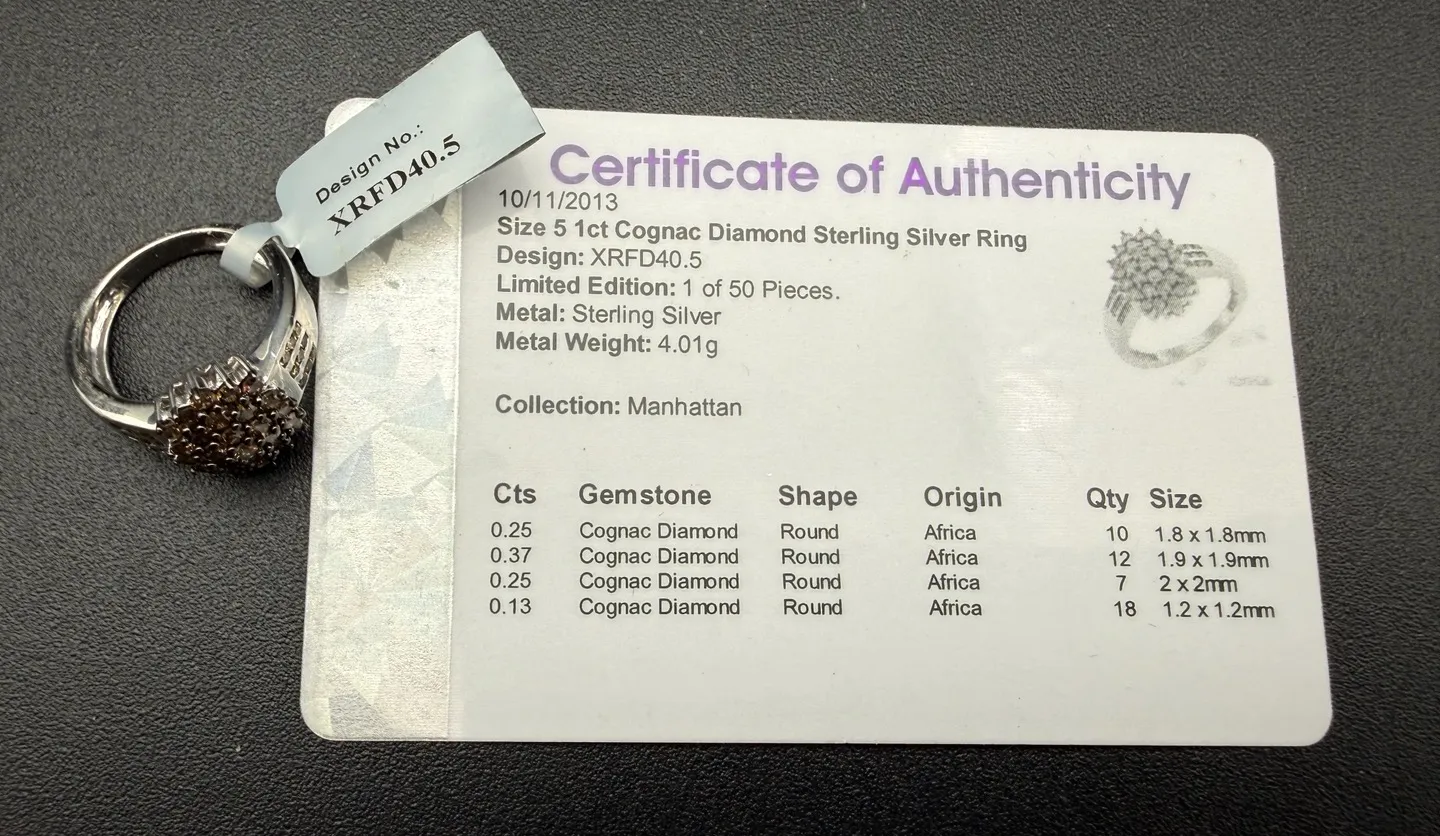 Design No.:
XRFD40.5
Certificate of Authenticity
10/11/2013
Size 5 1ct Cognac Diamond Sterling Silver Ring
Design: XRFD40.5
Limited Edition: 1 of 50 Pieces.
Metal: Sterling Silver
Metal Weight: 4.01g
Collection: Manhattan
Cts Gemstone Shape Origin Qty Size
0.25 Cognac Diamond Round Africa 10 1.8 x 1.8mm
0.37 Cognac Diamond Round Africa 12 1.9 x 1.9mm
0.25 Cognac Diamond Round Africa 7 2 x 2mm
0.13 Cognac Diamond Round Africa 18 1.2 x 1.2mm